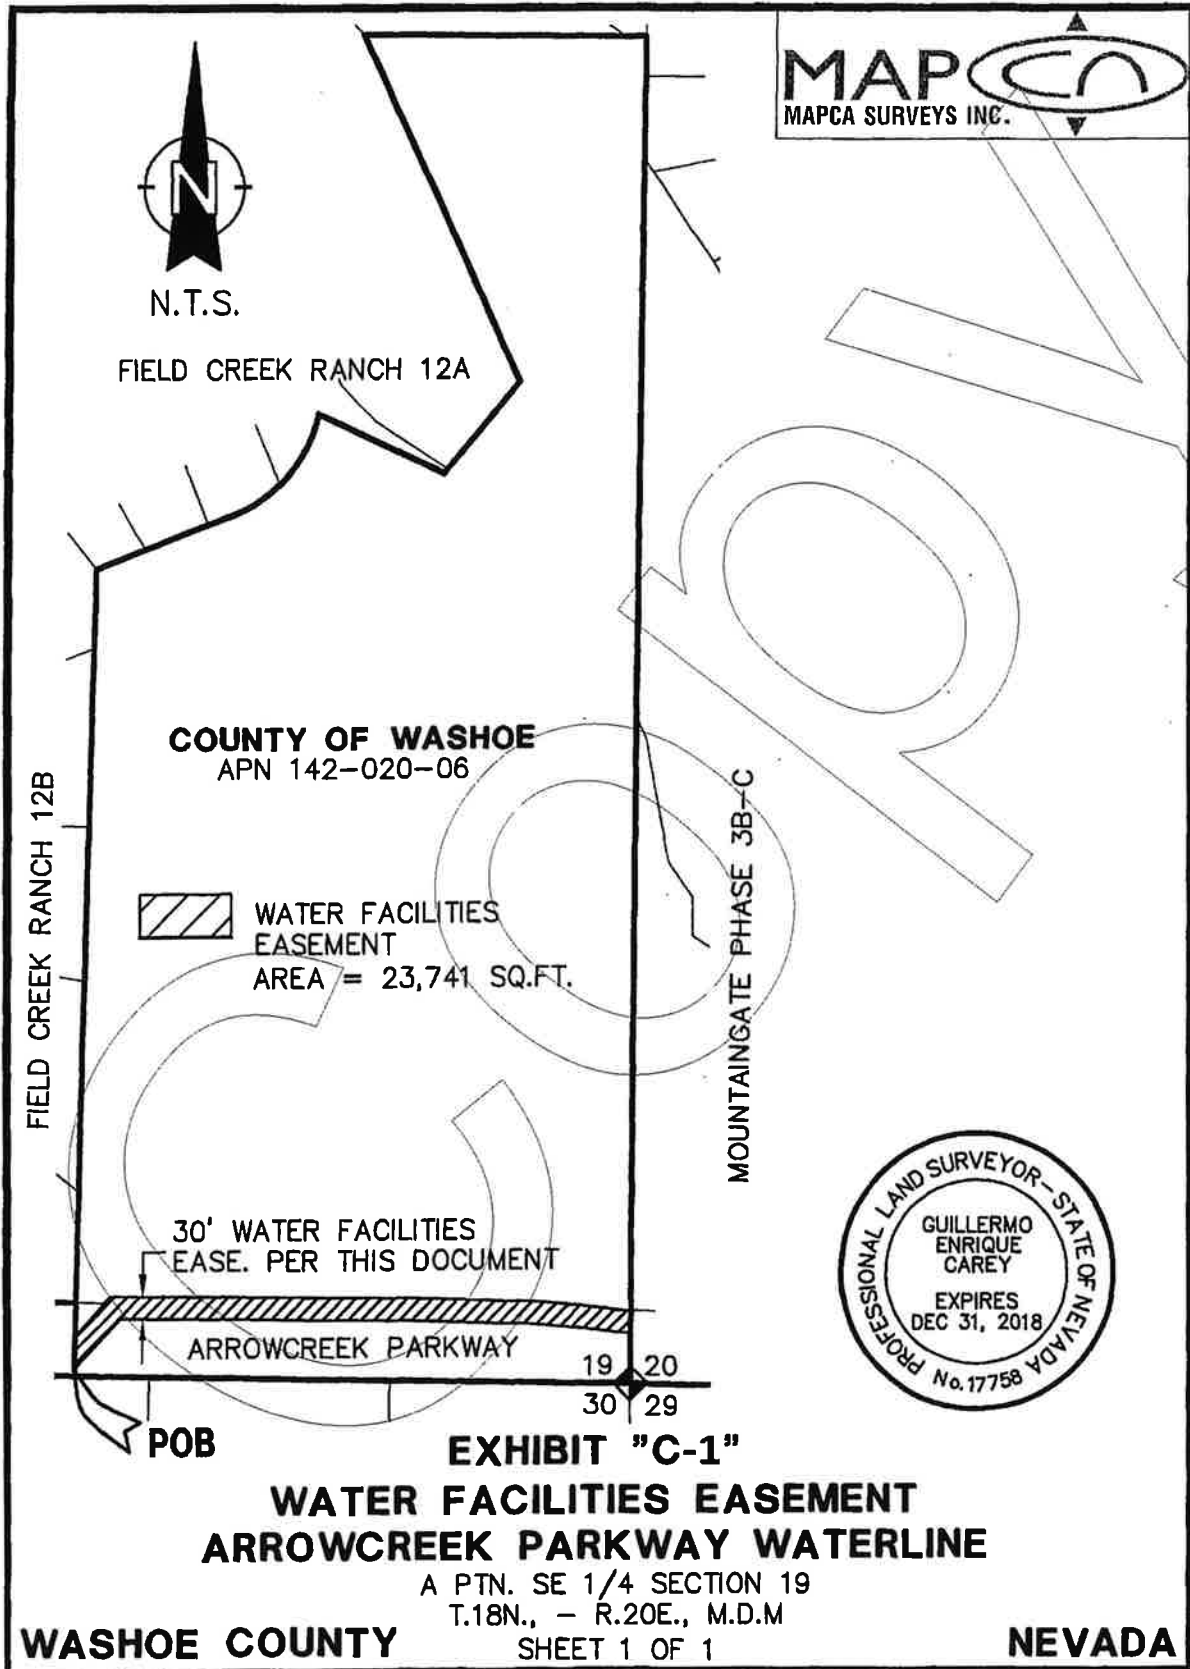 MAP CA
MAPCA SURVEYS INC.
N
N.T.S.
FIELD CREEK RANCH 12A
COUNTY OF WASHOE
APN 142-020-06
FIELD CREEK RANCH 12B
WATER FACILITIES
EASEMENT
AREA = 23,741 SQ.FT.
MOUNTAINGATE PHASE 3B-C
30' WATER FACILITIES
EASE. PER THIS DOCUMENT
ARROWCREEK PARKWAY
19 20
30 29
POB
PROFESSIONAL LAND SURVEYOR - STATE OF NEVADA
GUILLERMO
ENRIQUE
CAREY
EXPIRES
DEC 31, 2018
No. 17758
Copy
EXHIBIT "C-1"
WATER FACILITIES EASEMENT
ARROWCREEK PARKWAY WATERLINE
A PTN. SE 1/4 SECTION 19
T.18N., - R.20E., M.D.M
WASHOE COUNTY SHEET 1 OF 1 NEVADA